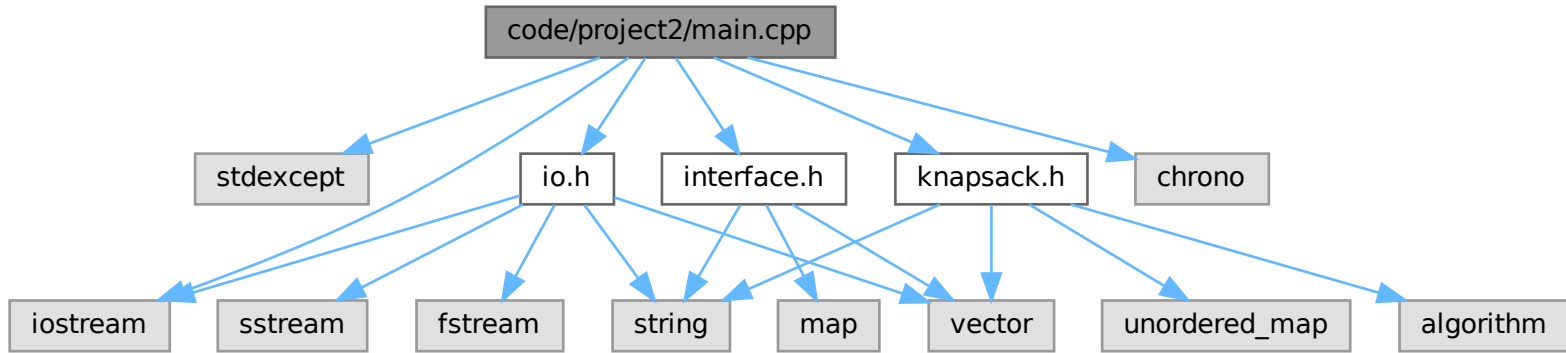 code/project2/main.cpp
stdexcept
io.h
interface.h
knapsack.h
chrono
iostream
sstream
fstream
string
map
vector
unordered_map
algorithm